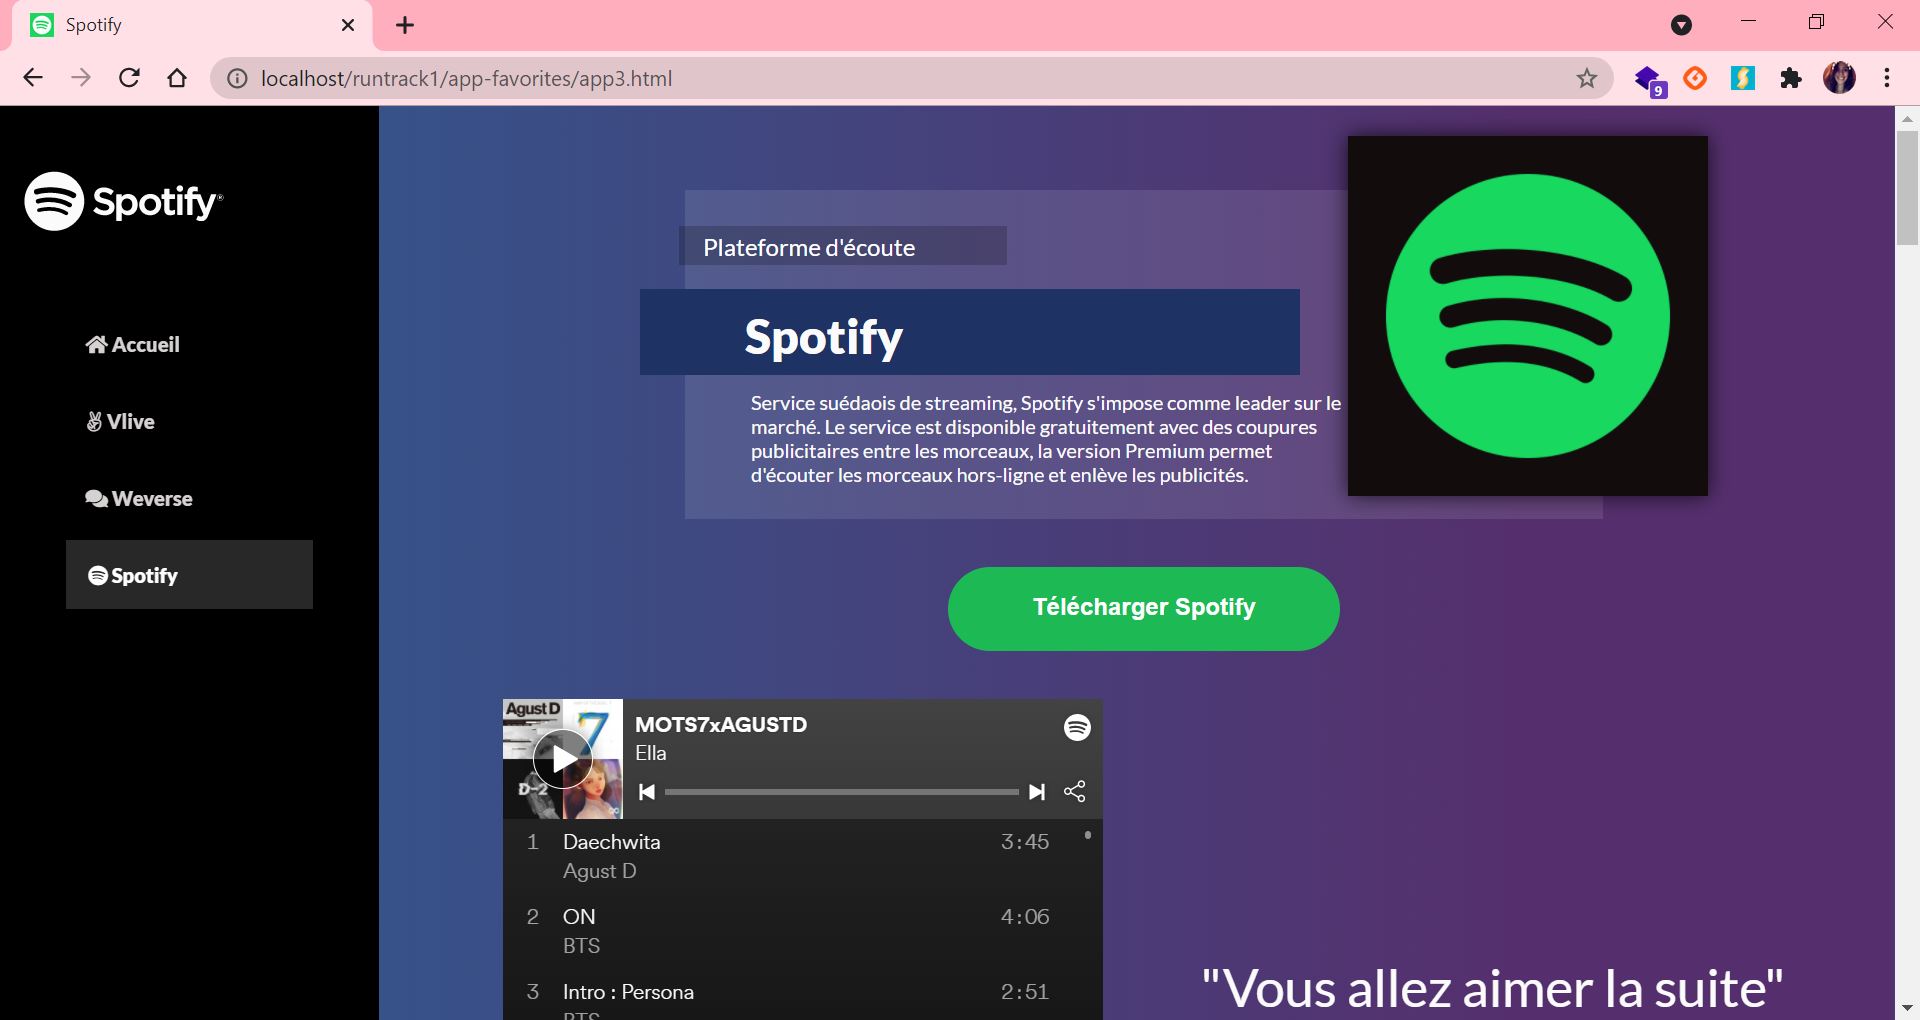 Spotify
localhost/runtrack1/app-favorites/app3.html
9
Spotify
Accueil
Vlive
Weverse
Spotify
Plateforme d'écoute
Spotify
Service suédaois de streaming, Spotify s'impose comme leader sur le
marché. Le service est disponible gratuitement avec des coupures
publicitaires entre les morceaux, la version Premium permet
d'écouter les morceaux hors-ligne et enlève les publicités.
Télécharger Spotify
Agust D
7
D-2
MOTS7xAGUSTD
Ella
1 Daechwita 3:45
Agust D
2 ON 4:06
BTS
3 Intro : Persona 2:51
BTS
"Vous allez aimer la suite"